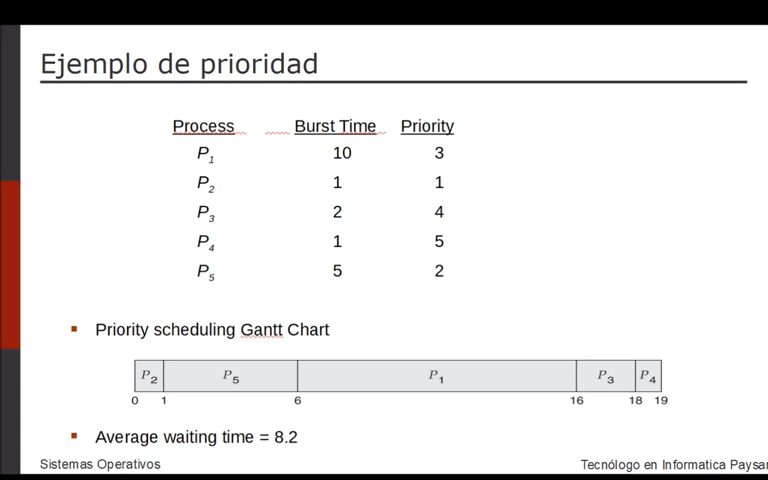 Ejemplo de prioridad
Process Burst Time Priority
P1 10 3
P2 1 1
P3 2 4
P4 1 5
P5 5 2
Priority scheduling Gantt Chart
P2 P5 P1 P3 P4
0 1 6 16 18 19
Average waiting time = 8.2
Sistemas Operativos Tecnólogo en Informatica